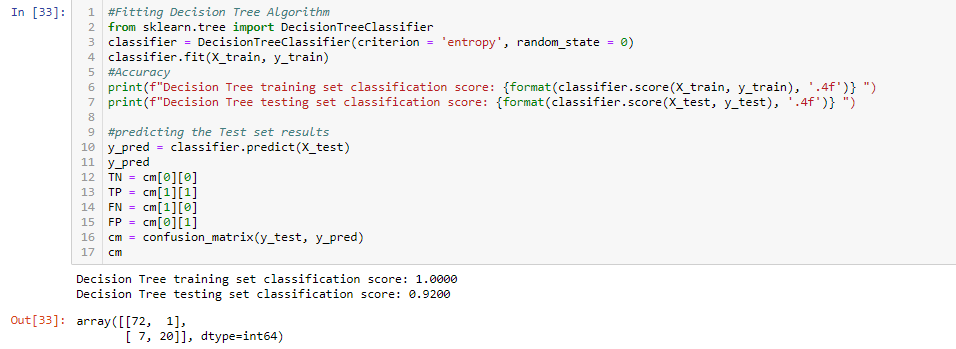 In [33]:
1 #Fitting Decision Tree Algorithm
2 from sklearn.tree import DecisionTreeClassifier
3 classifier = DecisionTreeClassifier(criterion = 'entropy', random_state = 0)
4 classifier.fit(X_train, y_train)
5 #Accuracy
6 print(f"Decision Tree training set classification score: {format(classifier.score(X_train, y_train), '.4f')} ")
7 print(f"Decision Tree testing set classification score: {format(classifier.score(X_test, y_test), '.4f')} ")
8
9 #predicting the Test set results
10 y_pred = classifier.predict(X_test)
11 y_pred
12 TN = cm[0][0]
13 TP = cm[1][1]
14 FN = cm[1][0]
15 FP = cm[0][1]
16 cm = confusion_matrix(y_test, y_pred)
17 cm
Decision Tree training set classification score: 1.0000
Decision Tree testing set classification score: 0.9200
Out[33]: array([[72,  1],
       [ 7, 20]], dtype=int64)